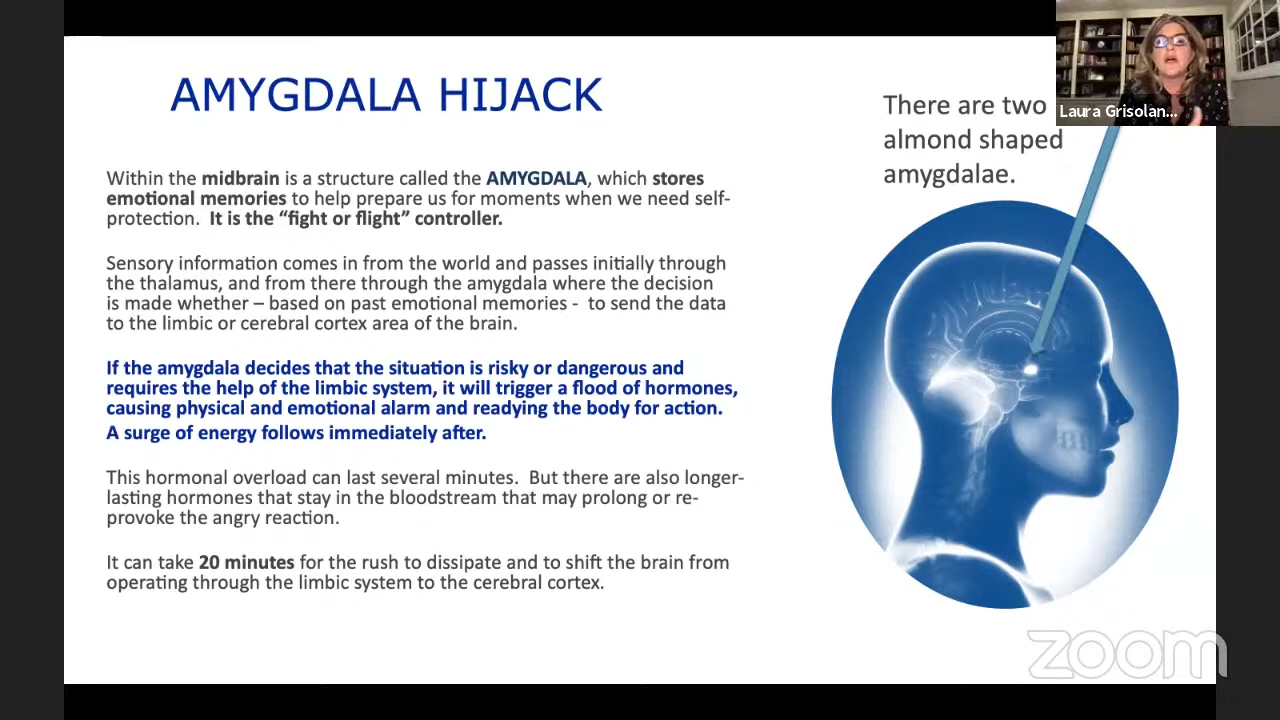 AMYGDALA HIJACK
Within the midbrain is a structure called the AMYGDALA, which stores
emotional memories to help prepare us for moments when we need self-
protection.  It is the “fight or flight” controller.
Sensory information comes in from the world and passes initially through
the thalamus, and from there through the amygdala where the decision
is made whether – based on past emotional memories -  to send the data
to the limbic or cerebral cortex area of the brain.
If the amygdala decides that the situation is risky or dangerous and
requires the help of the limbic system, it will trigger a flood of hormones,
causing physical and emotional alarm and readying the body for action.
A surge of energy follows immediately after.
This hormonal overload can last several minutes.  But there are also longer-
lasting hormones that stay in the bloodstream that may prolong or re-
provoke the angry reaction.
It can take 20 minutes for the rush to dissipate and to shift the brain from
operating through the limbic system to the cerebral cortex.
There are two
almond shaped
amygdalae.
Laura Grisolan...
zoom